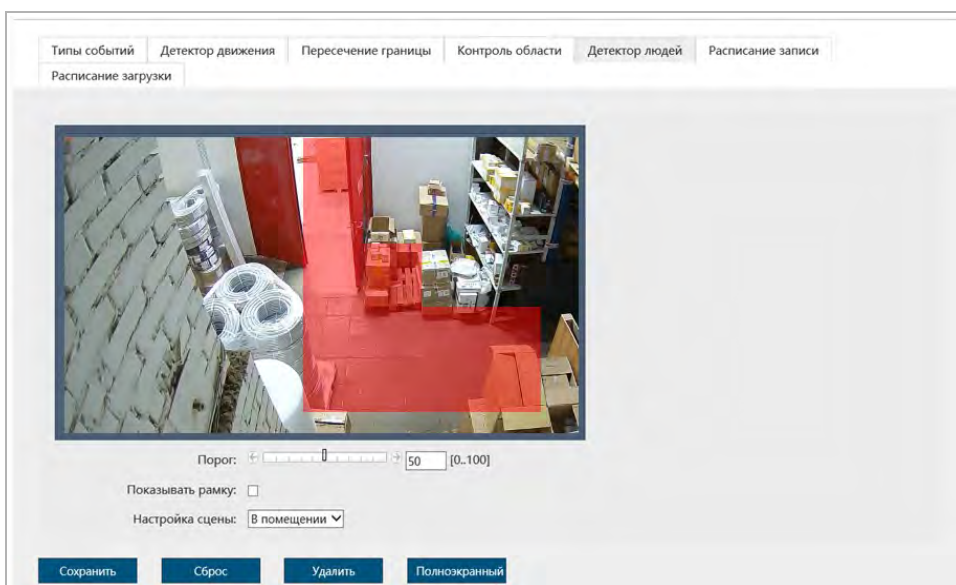 Типы событий Детектор движения Пересечение границы Контроль области Детектор людей Расписание записи
Расписание загрузки
Порог: 50 [0..100]
Показывать рамку:
Настройка сцены: В помещении
Сохранить Сброс Удалить Полноэкранный